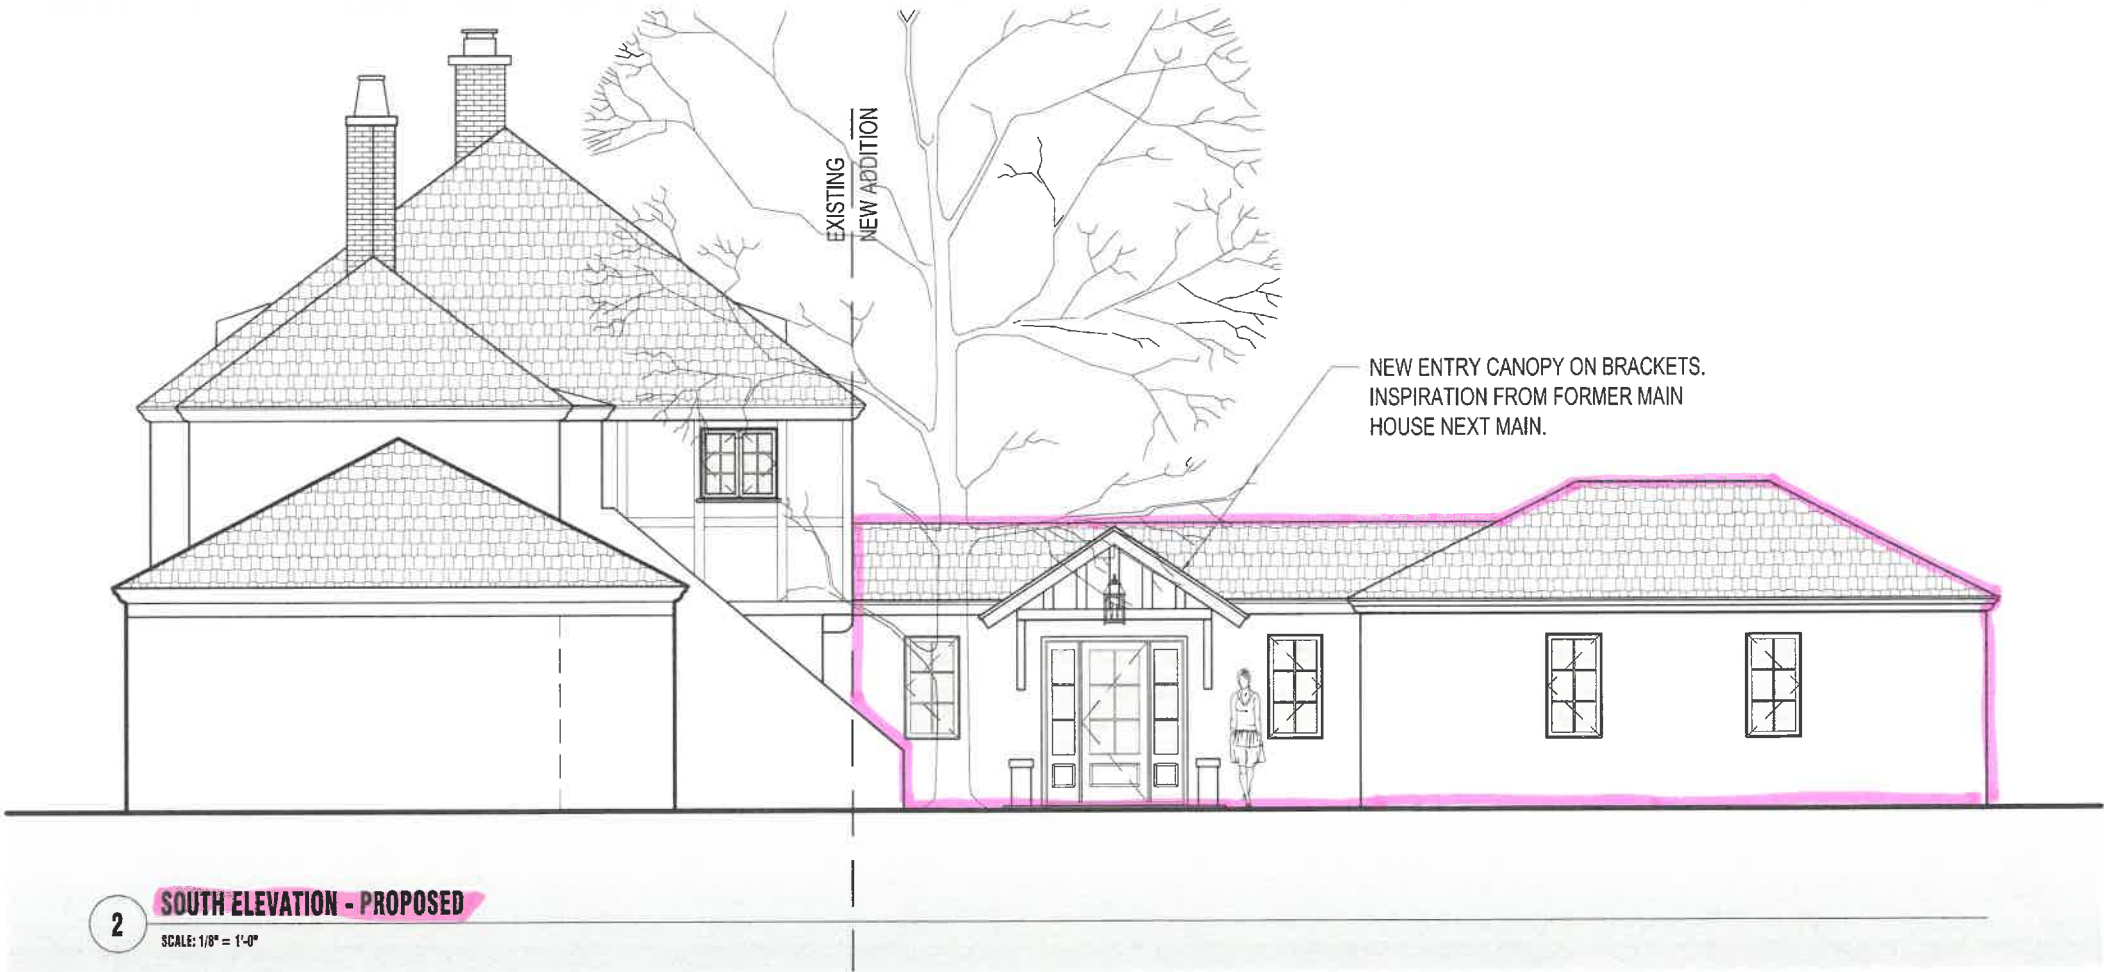 EXISTING
NEW ADDITION
NEW ENTRY CANOPY ON BRACKETS.
INSPIRATION FROM FORMER MAIN
HOUSE NEXT MAIN.
2
SOUTH ELEVATION - PROPOSED
SCALE: 1/8" = 1'-0"